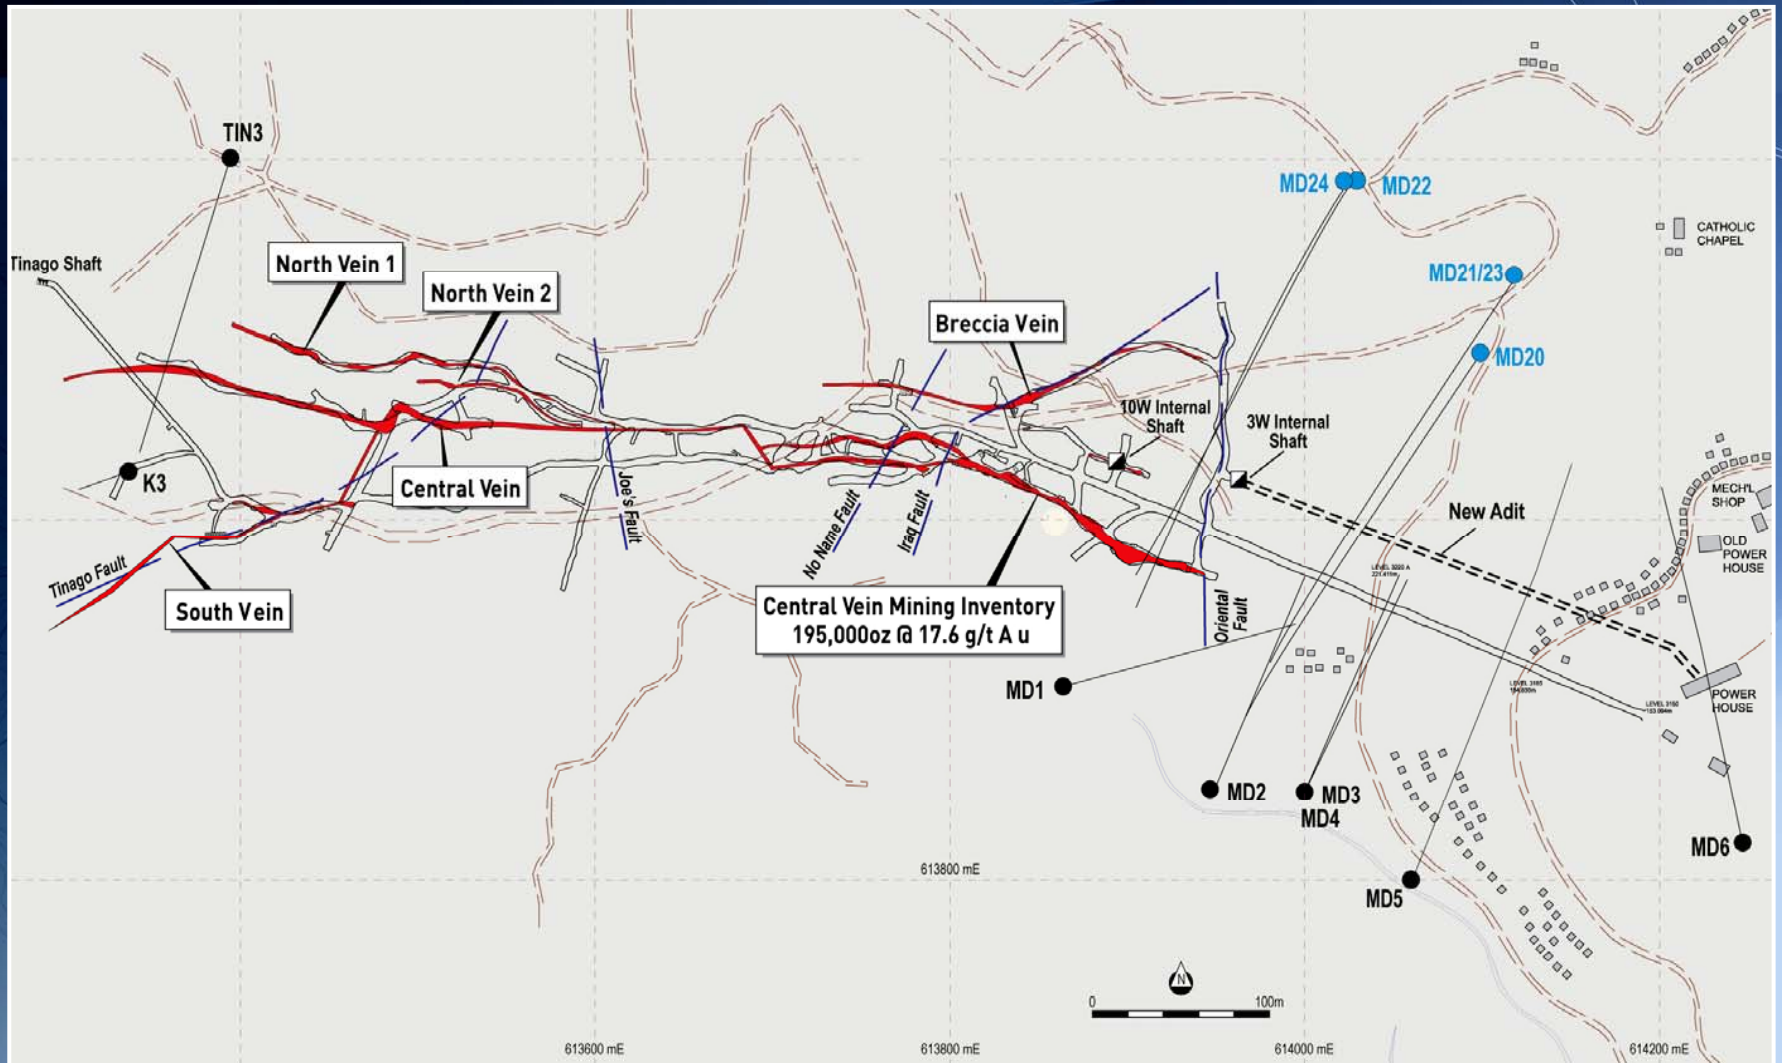 TIN3
MD24
MD22
CATHOLIC
CHAPEL
Tinago Shaft
North Vein 1
MD21/23
North Vein 2
Breccia Vein
MD20
10W Internal
Shaft
3W Internal
Shaft
K3
Central Vein
Joe's Fault
No Name Fault
Iraq Fault
New Adit
MECH'L
SHOP
OLD
POWER
HOUSE
Tinago Fault
South Vein
Central Vein Mining Inventory
195,000oz @ 17.6 g/t A u
Oriental
Fault
MD1
POWER
HOUSE
MD2
MD3
MD4
MD6
MD5
613800 mE
N
0
100m
613600 mE
613800 mE
614000 mE
614200 mE